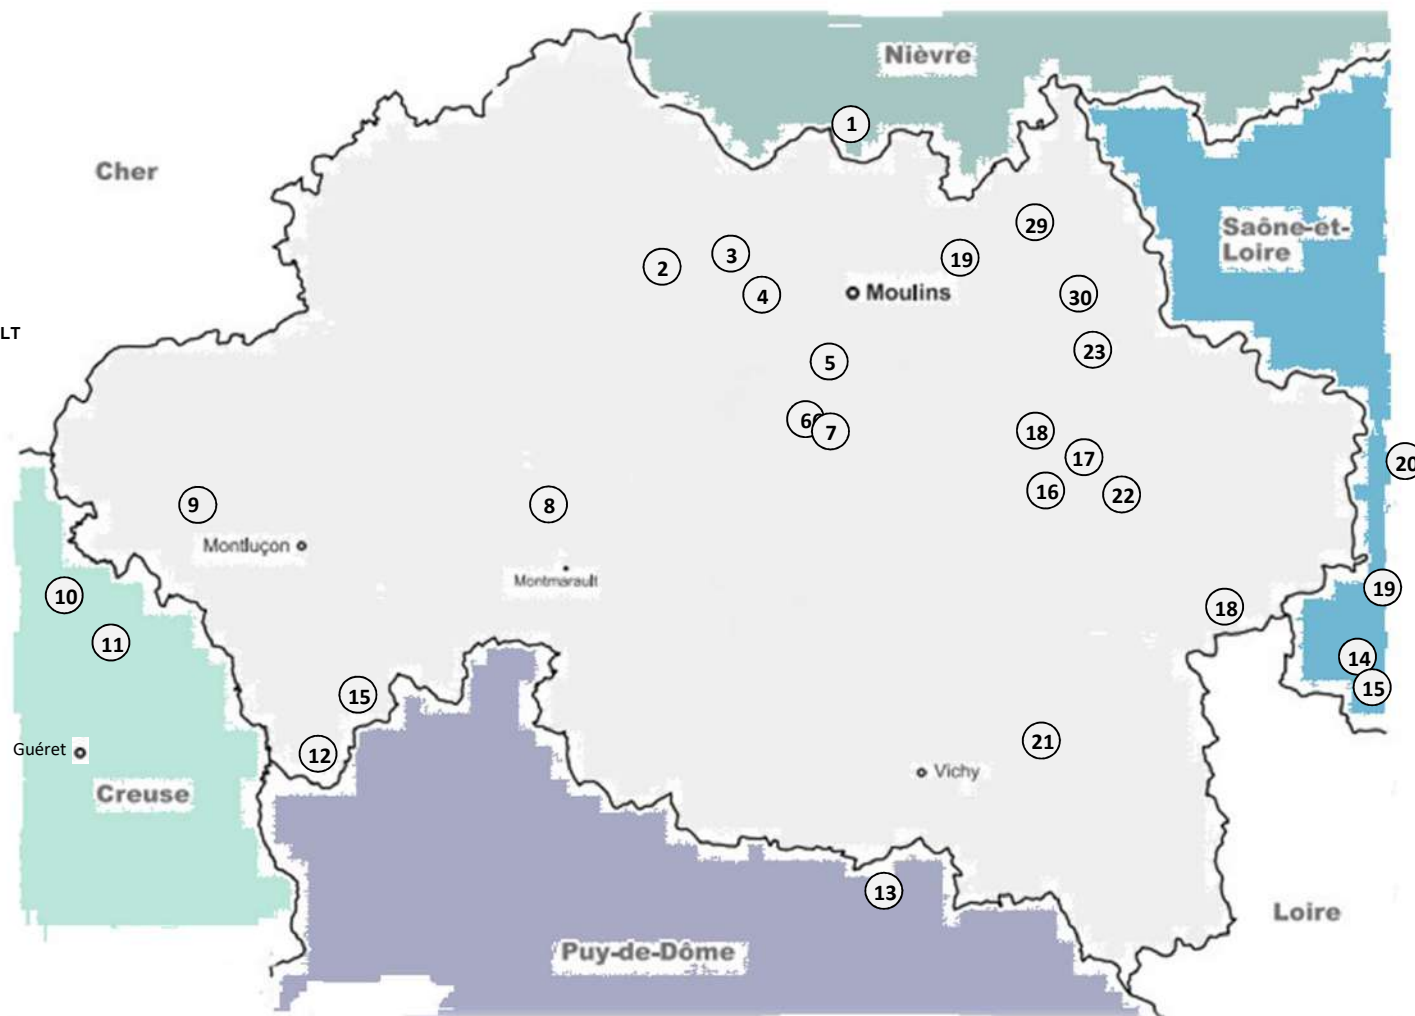 Nièvre
1
Cher
29
Saône-et-
Loire
3
19
2
4
Moulins
30
LT
23
5
6
7
18
17
20
16
22
9
8
Montluçon
Montmarault
10
19
18
11
14
15
15
21
Guéret
12
Vichy
Creuse
13
Loire
Puy-de-Dôme